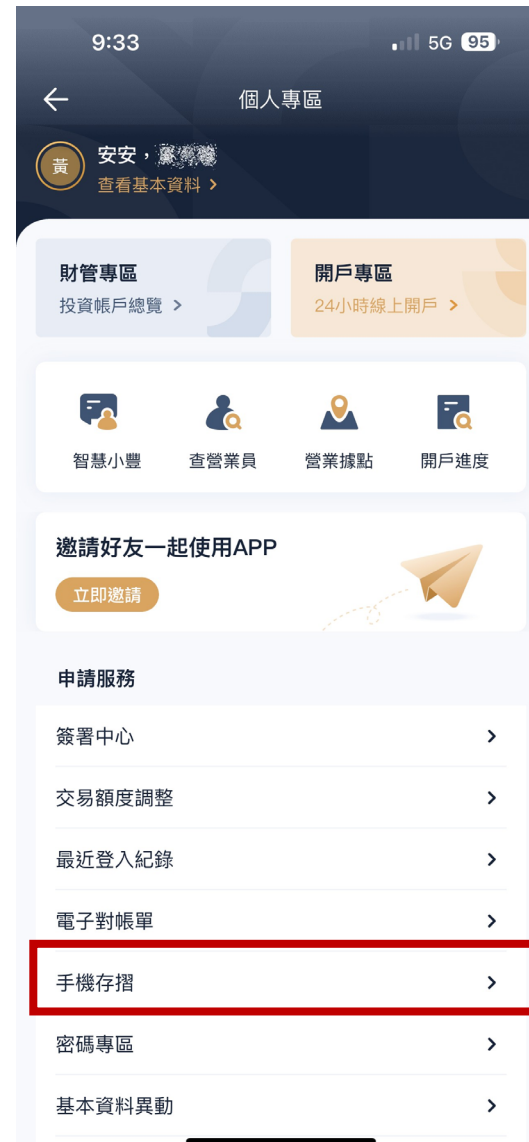 9:33
5G 95
個人專區
黃
安安，
查看基本資料
財管專區
投資帳戶總覽
開戶專區
24小時線上開戶
智慧小豐
查營業員
營業據點
開戶進度
邀請好友一起使用APP
立即邀請
申請服務
簽署中心
交易額度調整
最近登入紀錄
電子對帳單
手機存摺
密碼專區
基本資料異動